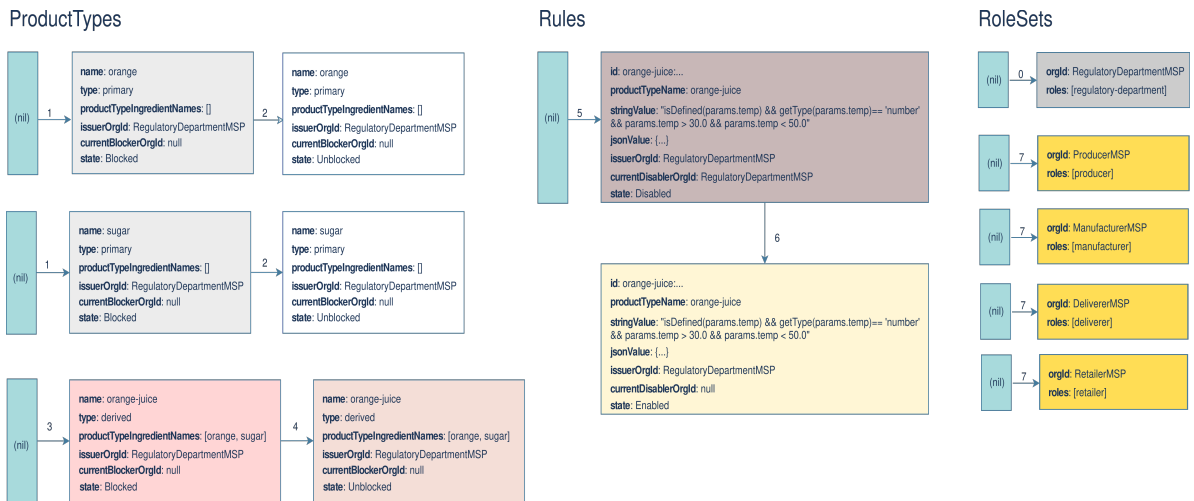 ProductTypes
(nil)
1
name: orange
type: primary
productTypeIngredientNames: []
issuerOrgId: RegulatoryDepartmentMSP
currentBlockerOrgId: null
state: Blocked
2
name: orange
type: primary
productTypeIngredientNames: []
issuerOrgId: RegulatoryDepartmentMSP
currentBlockerOrgId: null
state: Unblocked
(nil)
1
name: sugar
type: primary
productTypeIngredientNames: []
issuerOrgId: RegulatoryDepartmentMSP
currentBlockerOrgId: null
state: Blocked
2
name: sugar
type: primary
productTypeIngredientNames: []
issuerOrgId: RegulatoryDepartmentMSP
currentBlockerOrgId: null
state: Unblocked
(nil)
3
name: orange-juice
type: derived
productTypeIngredientNames: [orange, sugar]
issuerOrgId: RegulatoryDepartmentMSP
currentBlockerOrgId: null
state: Blocked
4
name: orange-juice
type: derived
productTypeIngredientNames: [orange, sugar]
issuerOrgId: RegulatoryDepartmentMSP
currentBlockerOrgId: null
state: Unblocked
Rules
(nil)
5
id: orange-juice:...
productTypeName: orange-juice
stringValue: "isDefined(params.temp) && getType(params.temp)== 'number'
&& params.temp > 30.0 && params.temp < 50.0"
jsonValue: {...}
issuerOrgId: RegulatoryDepartmentMSP
currentDisablerOrgId: RegulatoryDepartmentMSP
state: Disabled
6
id: orange-juice:...
productTypeName: orange-juice
stringValue: "isDefined(params.temp) && getType(params.temp)== 'number'
&& params.temp > 30.0 && params.temp < 50.0"
jsonValue: {...}
issuerOrgId: RegulatoryDepartmentMSP
currentDisablerOrgId: null
state: Enabled
RoleSets
(nil)
0
orgId: RegulatoryDepartmentMSP
roles: [regulatory-department]
(nil)
7
orgId: ProducerMSP
roles: [producer]
(nil)
7
orgId: ManufacturerMSP
roles: [manufacturer]
(nil)
7
orgId: DelivererMSP
roles: [deliverer]
(nil)
7
orgId: RetailerMSP
roles: [retailer]